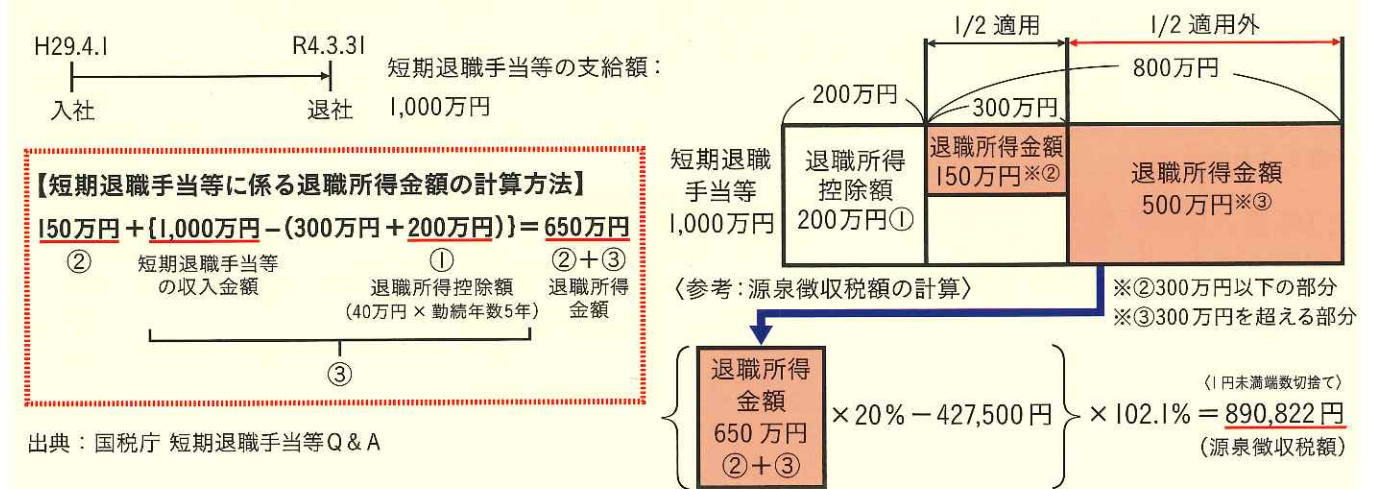 H29.4.1
R4.3.31
入社
退社
短期退職手当等の支給額：
1,000万円
【短期退職手当等に係る退職所得金額の計算方法】
150万円＋{1,000万円−(300万円＋200万円)}＝650万円
②
短期退職手当等
の収入金額
①
退職所得控除額
(40万円×勤続年数5年)
②＋③
退職所得
金額
③
出典：国税庁 短期退職手当等Q＆A
1/2 適用
1/2 適用外
800万円
200万円
300万円
短期退職
手当等
1,000万円
退職所得
控除額
200万円①
退職所得金額
150万円※②
退職所得金額
500万円※③
〈参考：源泉徴収税額の計算〉
※②300万円以下の部分
※③300万円を超える部分
退職所得
金額
650万円
②＋③
×20％−427,500円
〈1円未満端数切捨て〉
×102.1％＝890,822円
(源泉徴収税額)